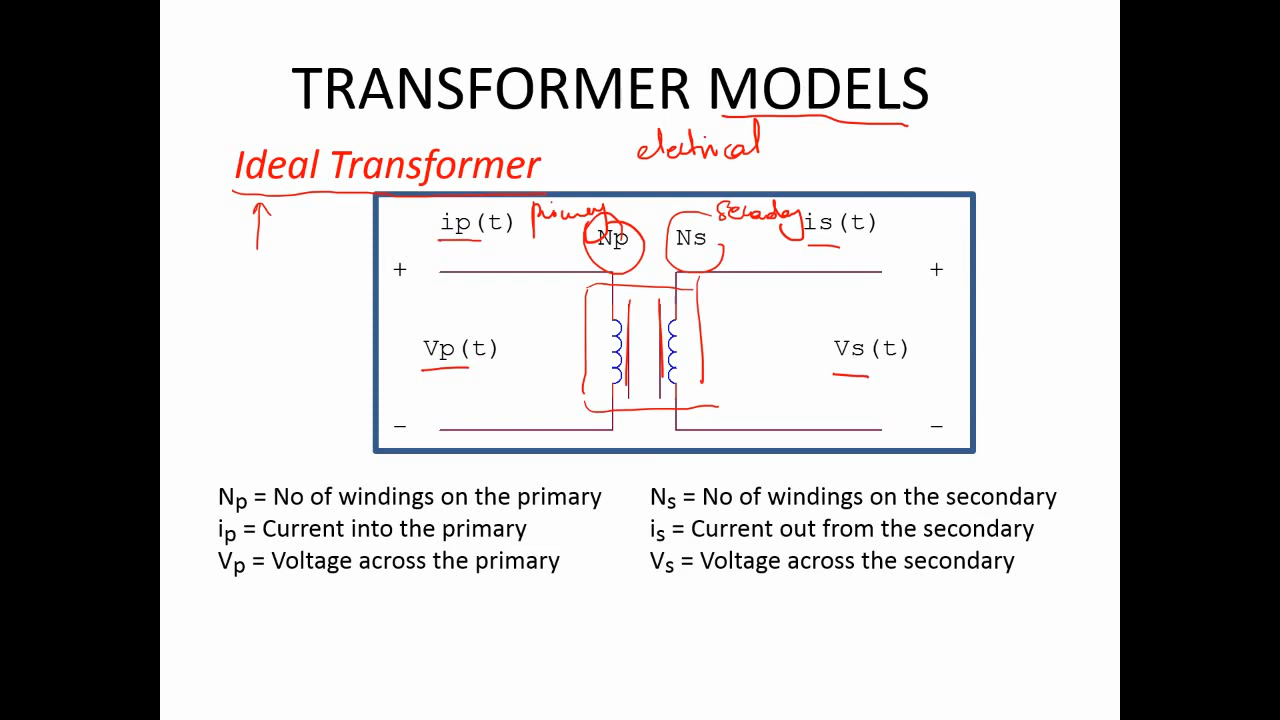 TRANSFORMER MODELS
electrical
Ideal Transformer
ip(t) primary Np Ns secondary is(t)
+ +
Vp(t) Vs(t)
– –
Np = No of windings on the primary
ip = Current into the primary
Vp = Voltage across the primary
Ns = No of windings on the secondary
is = Current out from the secondary
Vs = Voltage across the secondary